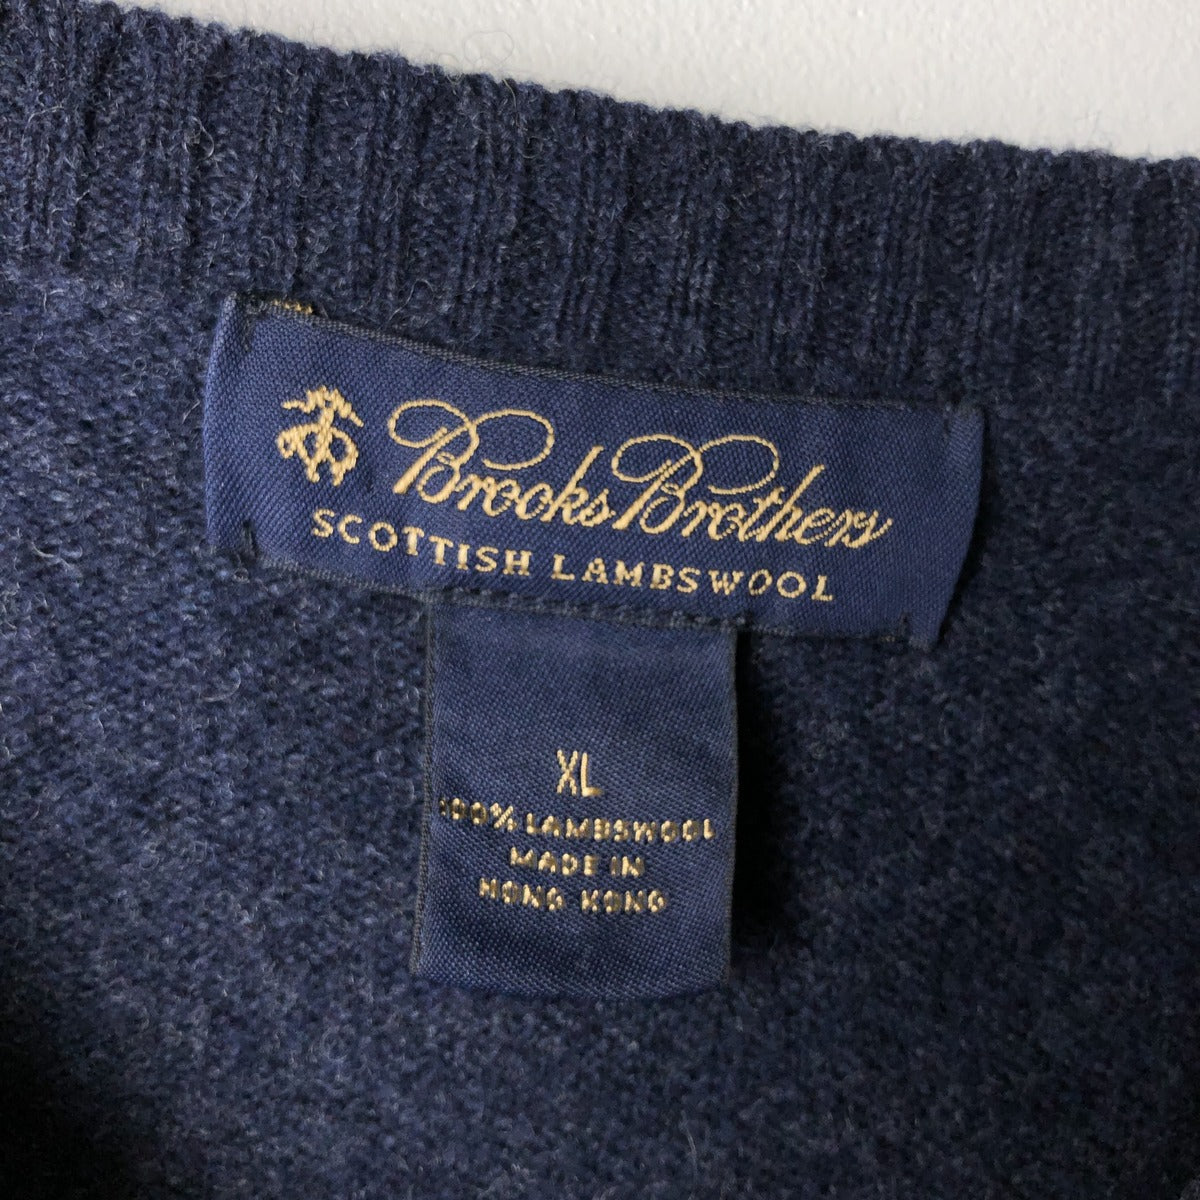 Brooks Brothers
SCOTTISH LAMBSWOOL
XL
100% LAMBSWOOL
MADE IN
HONG KONG